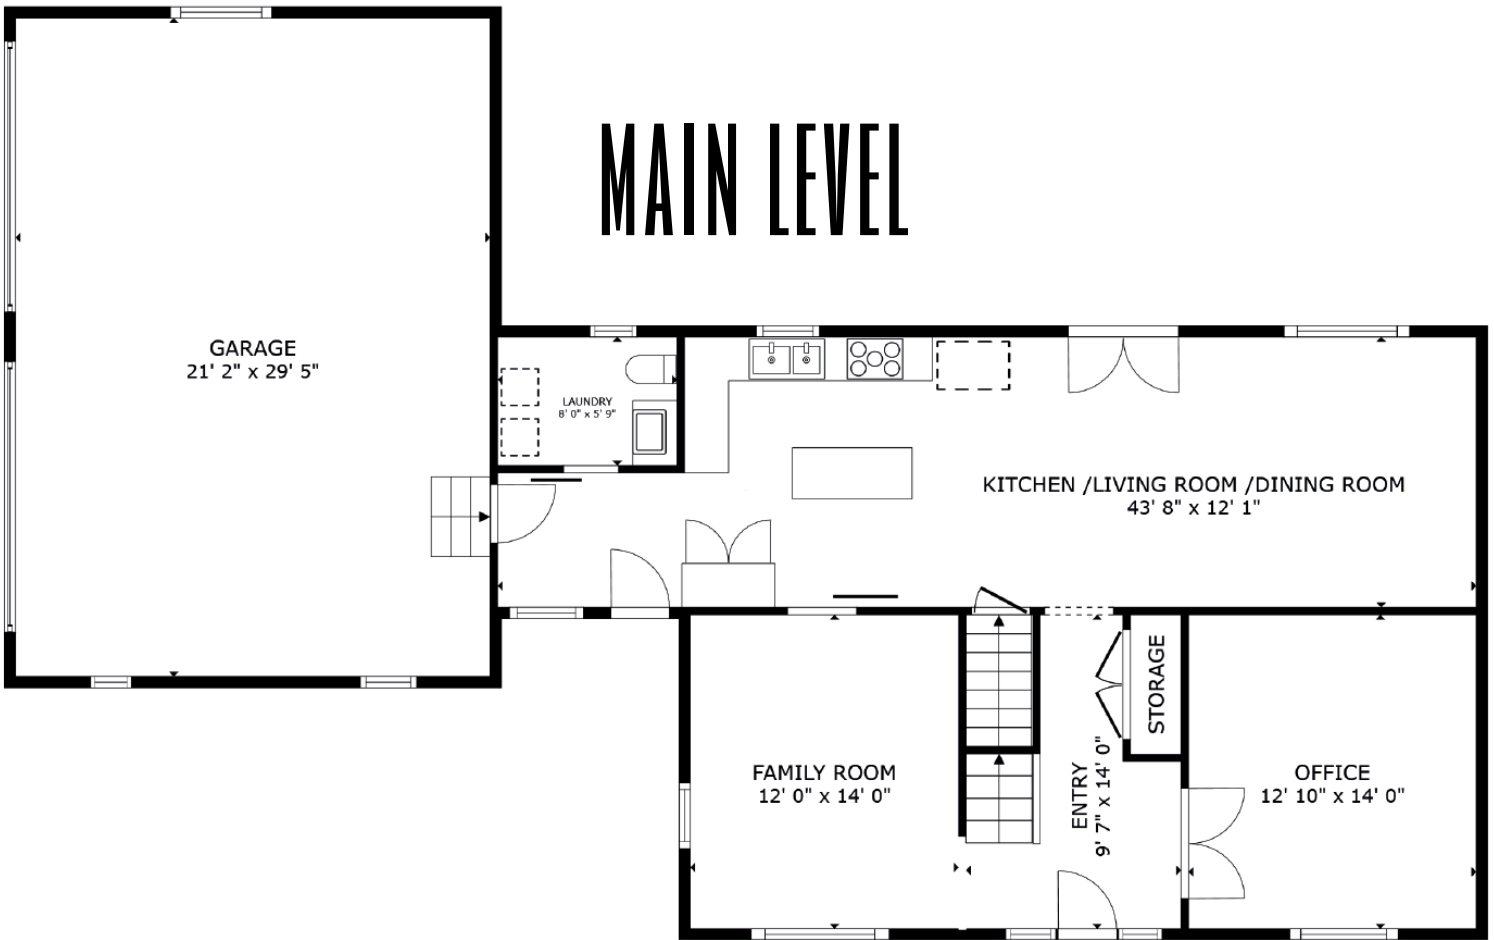 MAIN LEVEL
GARAGE
21' 2" x 29' 5"
LAUNDRY
8' 0" x 5' 9"
KITCHEN /LIVING ROOM /DINING ROOM
43' 8" x 12' 1"
STORAGE
FAMILY ROOM
12' 0" x 14' 0"
ENTRY
9' 7" x 14' 0"
OFFICE
12' 10" x 14' 0"